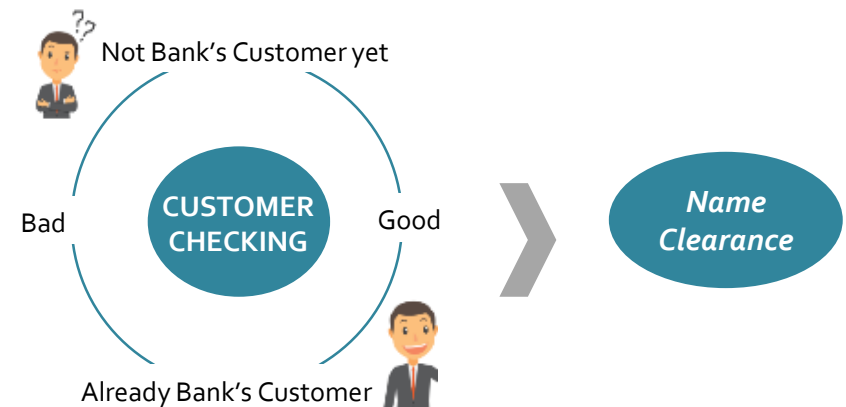 ??
Not Bank's Customer yet
Bad
CUSTOMER
CHECKING
Good
Name
Clearance
Already Bank's Customer